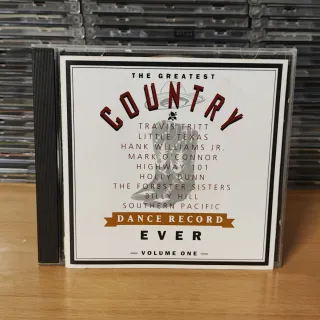 THE GREATEST
COUNTRY
TRAVIS TRITT
LITTLE TEXAS
HANK WILLIAMS JR.
MARK O'CONNOR
HIGHWAY 101
HOLLY DUNN
THE FORESTER SISTERS
BILLY HILL
SOUTHERN PACIFIC
DANCE RECORD
EVER
— VOLUME ONE —